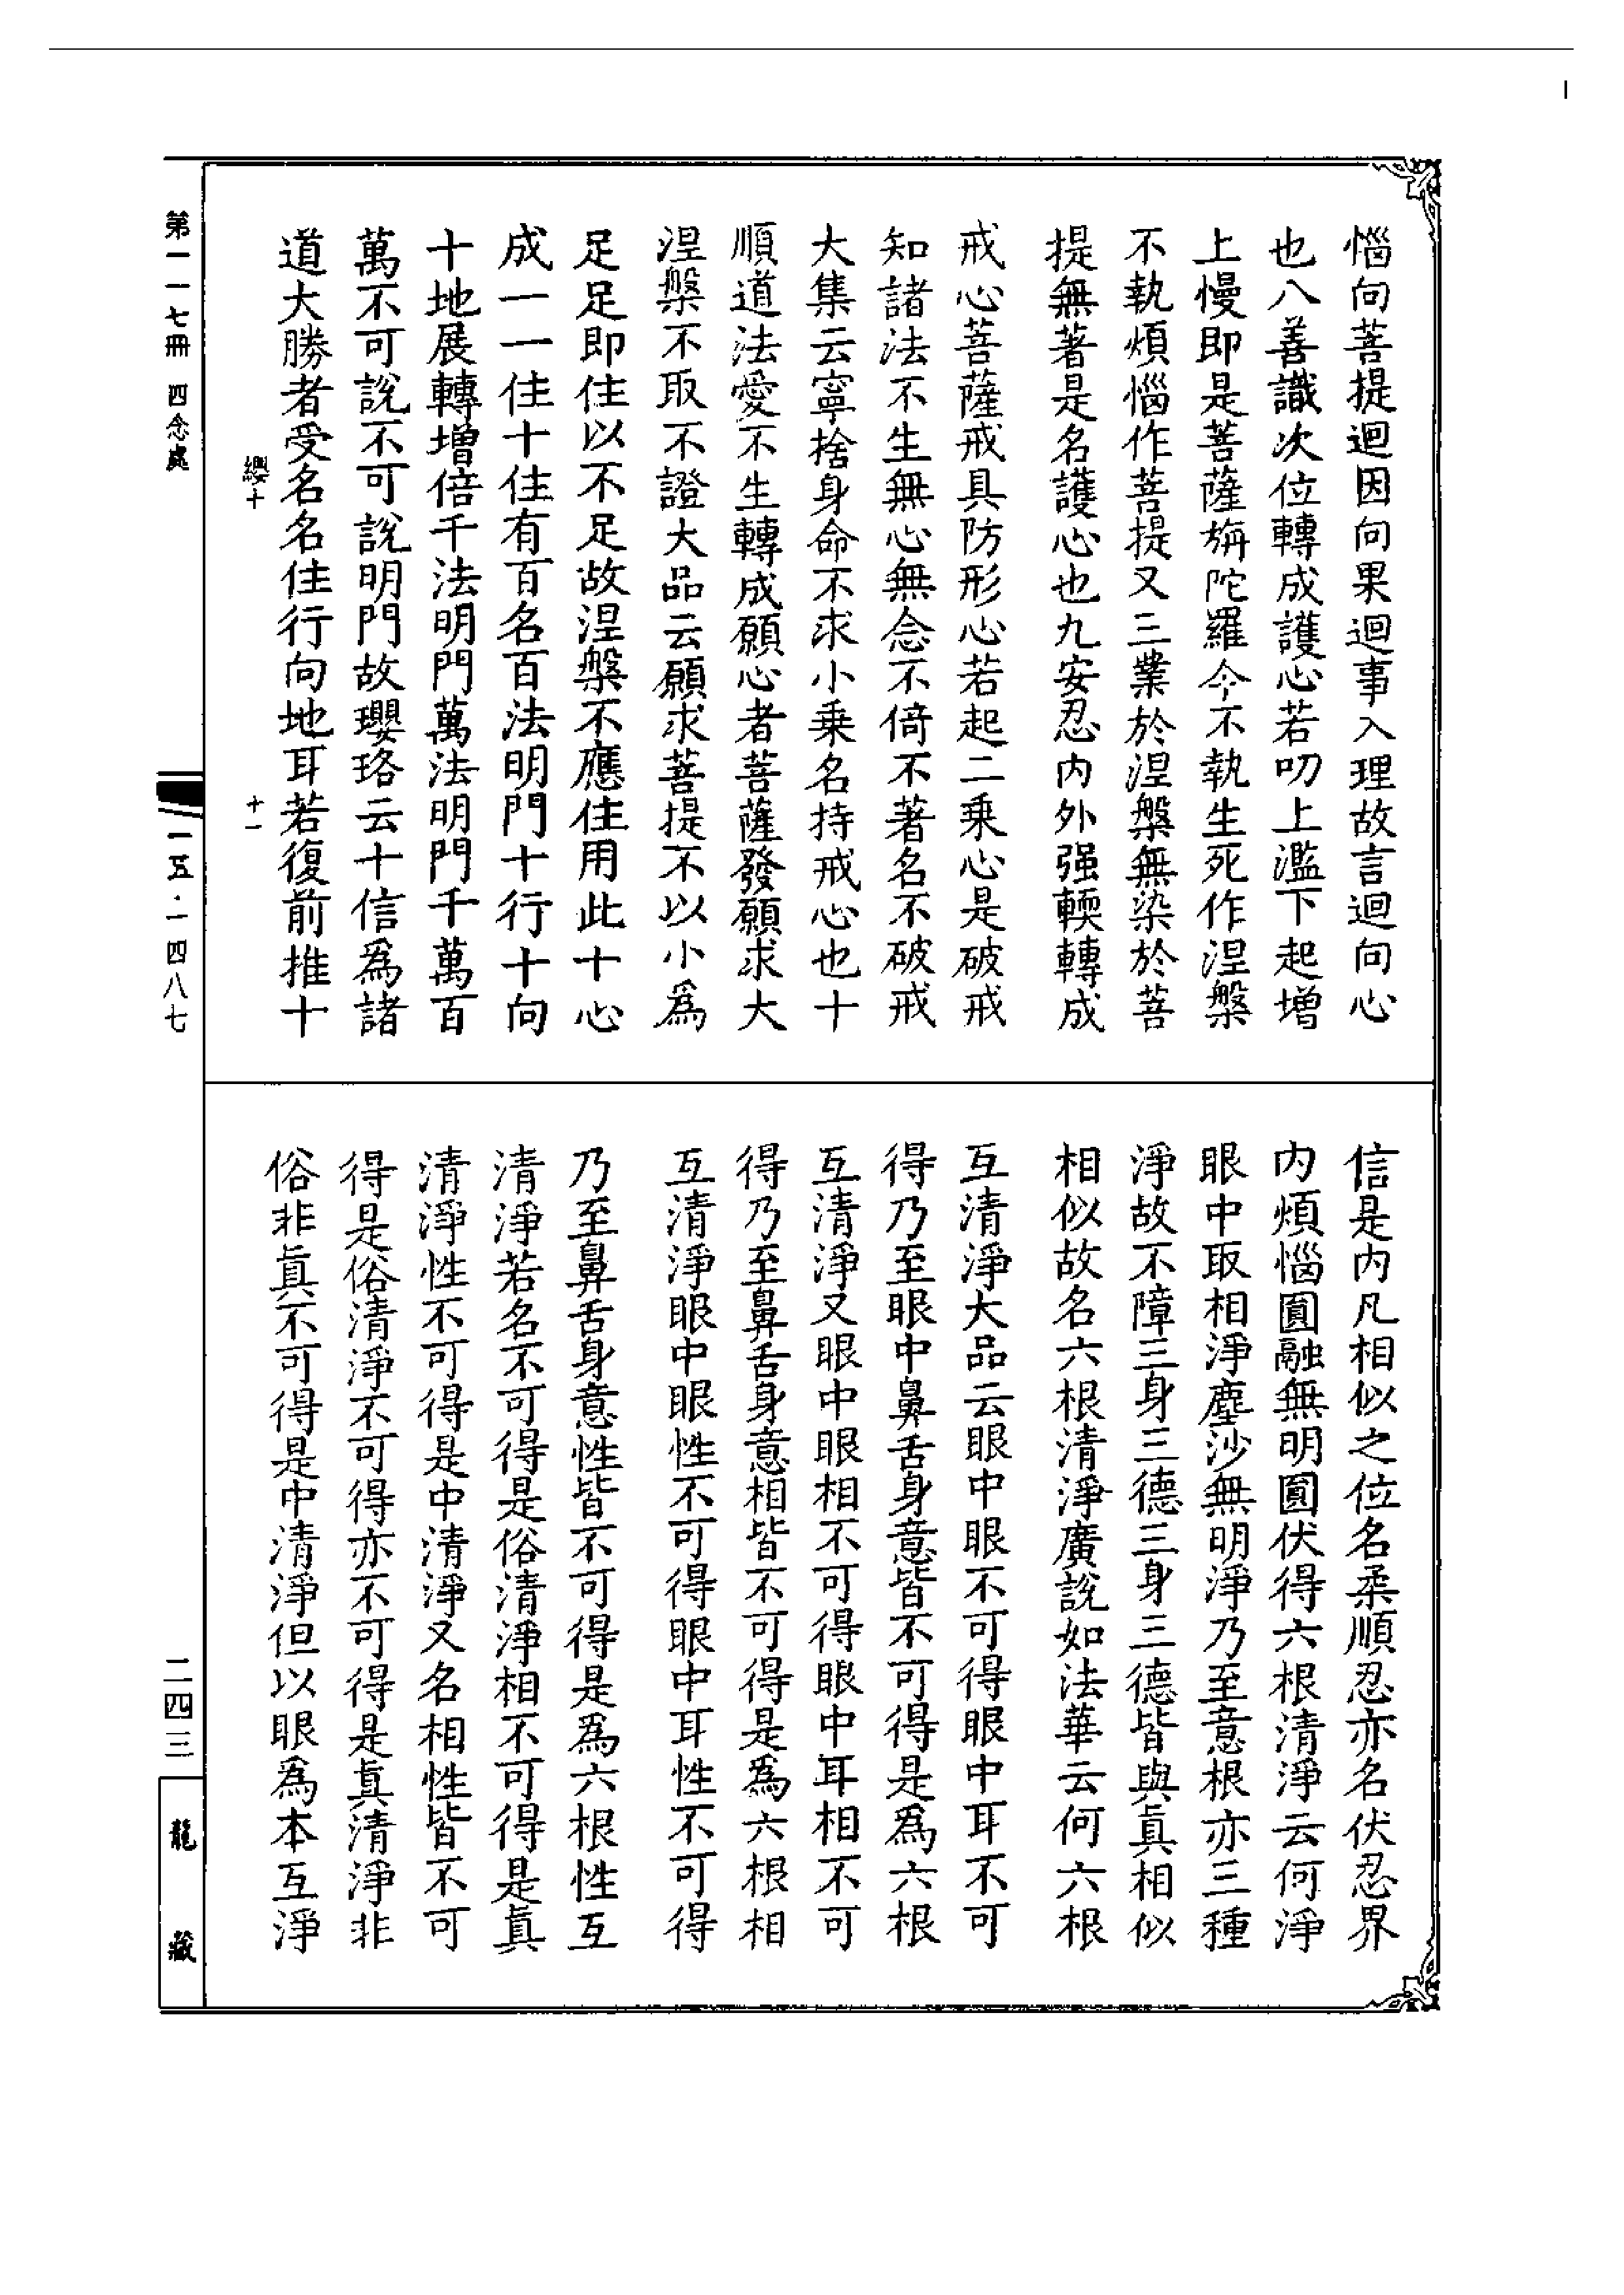 惱向菩提迴因向果迴事入理故言迴向心
也八善識次位轉成護心若叨上濫下起增
上慢即是菩薩旃陀羅今不執生死作涅槃
不執煩惱作菩提又三業於涅槃無染於菩
提無著是名護心也九安忍內外强輭轉成
戒心菩薩戒具防形心若起二乗心是破戒
知諸法不生無心無念不倚不著名不破戒
大集云寧捨身命不求小乗名持戒心也十
順道法愛不生轉成願心者菩薩發願求大
涅槃不取不證大品云願求菩提不以小爲
足足即住以不足故涅槃不應住用此十心
成一一住十住有百名百法明門十行十向
十地展轉增倍千法明門萬法明門千萬百
萬不可說不可說明門故瓔珞云十信爲諸
道大勝者受名名住行向地耳若復前推十
纓十
十一
信是內凡相似之位名柔順忍亦名伏忍界
內煩惱圓融無明圓伏得六根清淨云何淨
眼中取相淨塵沙無明淨乃至意根亦三種
淨故不障三身三德三身三德皆與眞相似
相似故名六根清淨廣說如法華云何六根
互清淨大品云眼中眼不可得眼中耳不可
得乃至眼中鼻舌身意皆不可得是爲六根
互清淨又眼中眼相不可得眼中耳相不可
得乃至鼻舌身意相皆不可得是爲六根相
互清淨眼中眼性不可得眼中耳性不可得
乃至鼻舌身意性皆不可得是爲六根性互
清淨若名不可得是俗清淨相不可得是眞
清淨性不可得是中清淨又名相性皆不可
得是俗清淨不可得亦不可得是眞清淨非
俗非眞不可得是中清淨但以眼爲本互淨
第一一七冊 四念處
一五·一四八七
二四三
龍藏